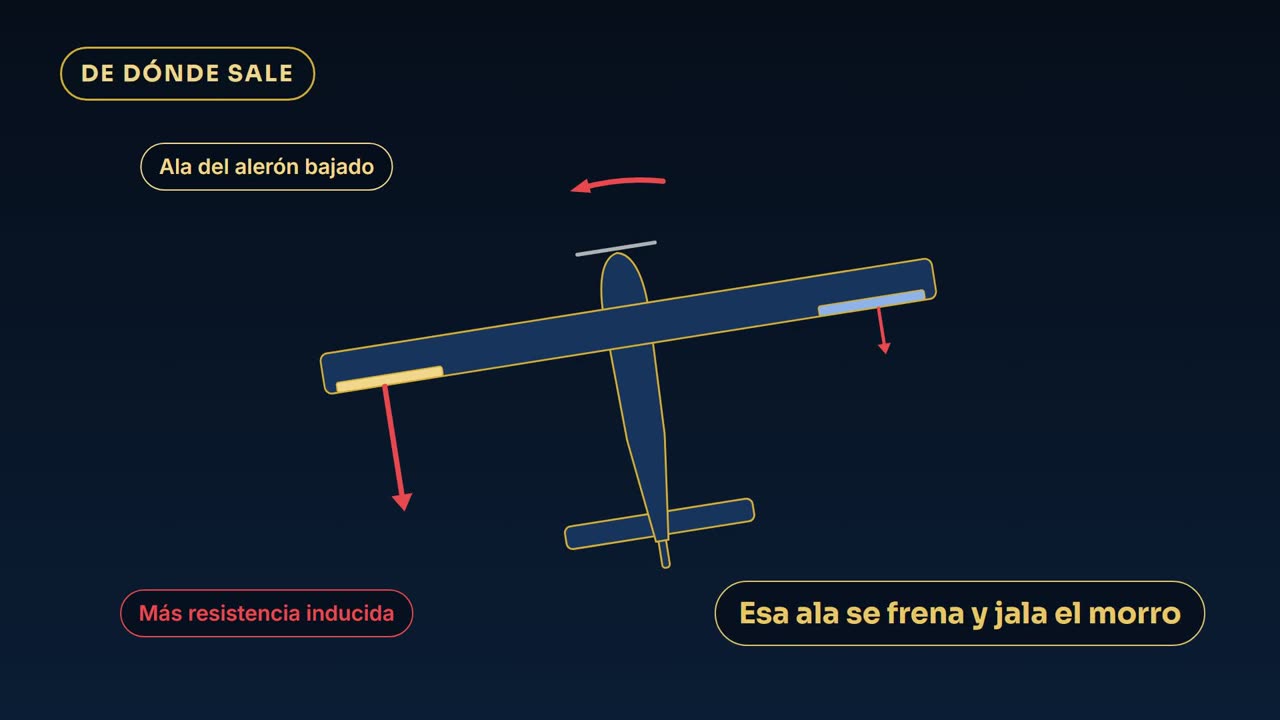 DE DÓNDE SALE
Ala del alerón bajado
Más resistencia inducida
Esa ala se frena y jala el morro